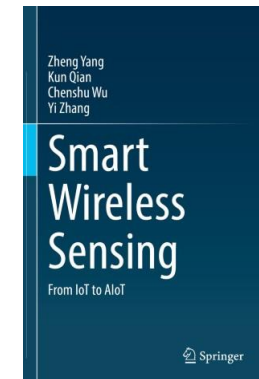 Zheng Yang
Kun Qian
Chenshu Wu
Yi Zhang
Smart
Wireless
Sensing
From IoT to AIoT
Springer